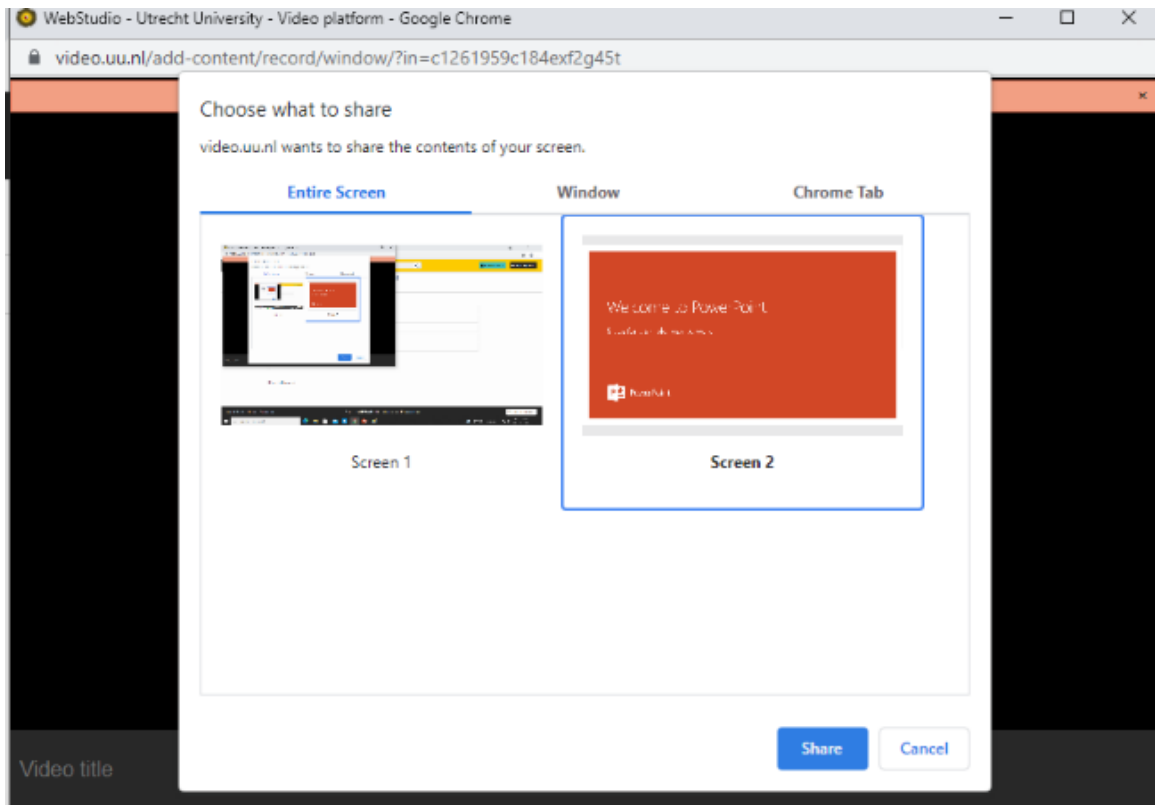 WebStudio - Utrecht University - Video platform - Google Chrome
video.uu.nl/add-content/record/window/?in=c1261959c184exf2g45t
Choose what to share
video.uu.nl wants to share the contents of your screen.
Entire Screen Window Chrome Tab
Welcome to PowerPoint
PowerPoint
Screen 1 Screen 2
Share Cancel
Video title